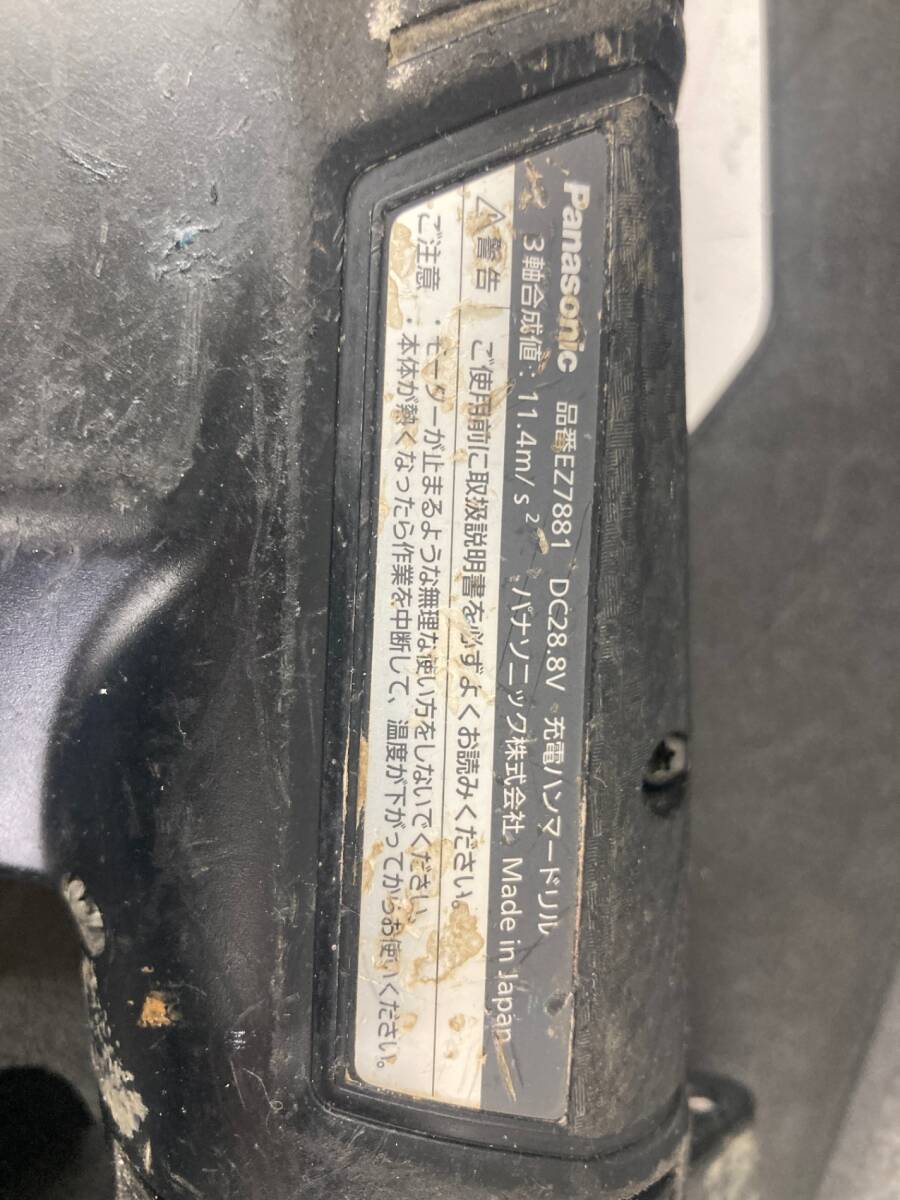 Panasonic 品番EZ7881 DC28.8V 充電ハンマードリル
3軸合成値：11.4m/s² パナソニック株式会社 Made in Japan
⚠警告 ご使用前に取扱説明書を必ずよくお読みください。
ご注意 ・モーターが止まるような無理な使い方をしないでください。
・本体が熱くなったら作業を中断して、温度が下がってからお使いください。